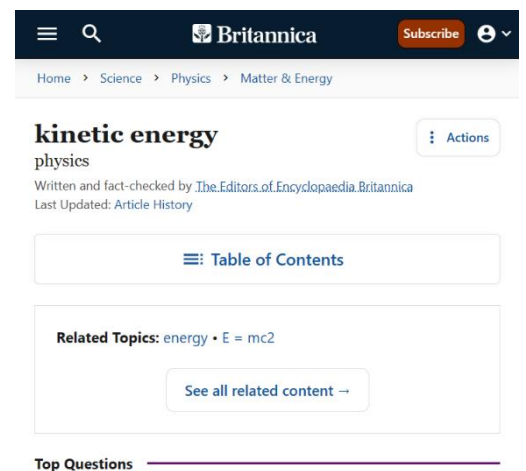 Britannica
Subscribe
Home > Science > Physics > Matter & Energy
kinetic energy
Actions
physics
Written and fact-checked by The Editors of Encyclopaedia Britannica
Last Updated: Article History
Table of Contents
Related Topics: energy • E = mc2
See all related content →
Top Questions